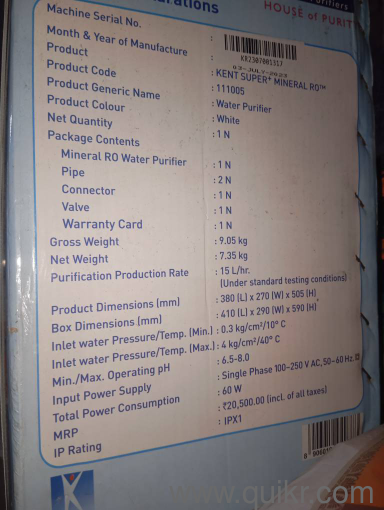 Purifiers
HOUSE of PURIT
arations
Machine Serial No. :
KR2307005317
Month & Year of Manufacture : 03-JULY-2023
Product : KENT SUPER+ MINERAL RO™
Product Code : 111005
Product Generic Name : Water Purifier
Product Colour : White
Net Quantity : 1 N
Package Contents
Mineral RO Water Purifier : 1 N
Pipe : 2 N
Connector : 1 N
Valve : 1 N
Warranty Card : 1 N
Gross Weight : 9.05 kg
Net Weight : 7.35 kg
Purification Production Rate : 15 L/hr.
(Under standard testing conditions)
Product Dimensions (mm) : 380 (L) x 270 (W) x 505 (H)
Box Dimensions (mm) : 410 (L) x 290 (W) x 590 (H)
Inlet water Pressure/Temp. (Min.) : 0.3 kg/cm²/10° C
Inlet water Pressure/Temp. (Max.) : 4 kg/cm²/40° C
Min./Max. Operating pH : 6.5-8.0
Input Power Supply : Single Phase 100-250 V AC, 50-60 Hz,
Total Power Consumption : 60 W
MRP : ₹20,500.00 (incl. of all taxes)
IP Rating : IPX1
K
www.quikr.com